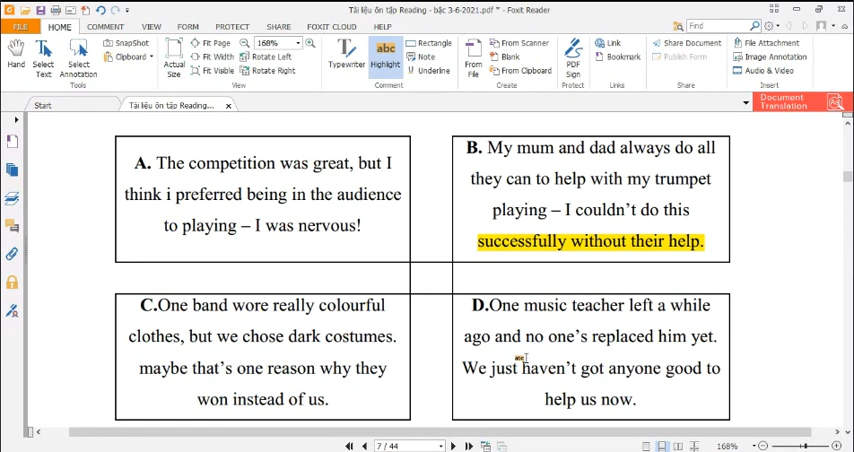 Tài liệu ôn tập Reading - bậc 3-6-2021.pdf * - Foxit Reader
FILE HOME COMMENT VIEW FORM PROTECT SHARE FOXIT CLOUD HELP
Find
Hand
Select Text
Select Annotation
SnapShot
Clipboard
Tools
Actual Size
Fit Page
Fit Width
Fit Visible
168%
Rotate Left
Rotate Right
View
Typewriter
abc
Highlight
Rectangle
Note
Underline
Comment
From File
From Scanner
Blank
From Clipboard
Create
PDF Sign
Protect
Link
Bookmark
Links
Share Document
Publish Form
Share
File Attachment
Image Annotation
Audio & Video
Insert
Start
Tài liệu ôn tập Reading...
Document Translation
A. The competition was great, but I
think i preferred being in the audience
to playing – I was nervous!
B. My mum and dad always do all
they can to help with my trumpet
playing – I couldn't do this
successfully without their help.
C.One band wore really colourful
clothes, but we chose dark costumes.
maybe that's one reason why they
won instead of us.
D.One music teacher left a while
ago and no one's replaced him yet.
We just haven't got anyone good to
help us now.
7 / 44
168%